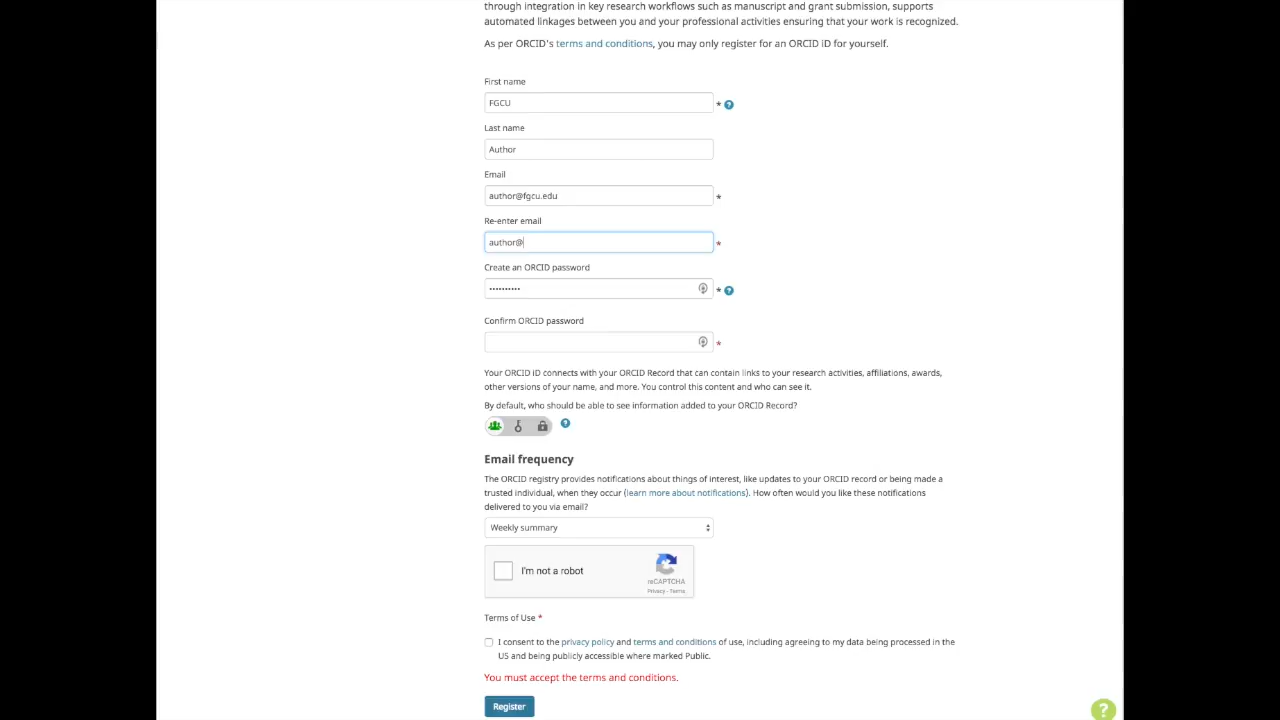 through integration in key research workflows such as manuscript and grant submission, supports
automated linkages between you and your professional activities ensuring that your work is recognized.
As per ORCID's terms and conditions, you may only register for an ORCID iD for yourself.
First name
FGCU
* ?
Last name
Author
Email
author@fgcu.edu
*
Re-enter email
author@
*
Create an ORCID password
••••••••••
* ?
Confirm ORCID password
*
Your ORCID iD connects with your ORCID Record that can contain links to your research activities, affiliations, awards,
other versions of your name, and more. You control this content and who can see it.
By default, who should be able to see information added to your ORCID Record?
?
Email frequency
The ORCID registry provides notifications about things of interest, like updates to your ORCID record or being made a
trusted individual, when they occur (learn more about notifications). How often would you like these notifications
delivered to you via email?
Weekly summary
I'm not a robot
reCAPTCHA
Privacy - Terms
Terms of Use *
I consent to the privacy policy and terms and conditions of use, including agreeing to my data being processed in the
US and being publicly accessible where marked Public.
You must accept the terms and conditions.
Register
?